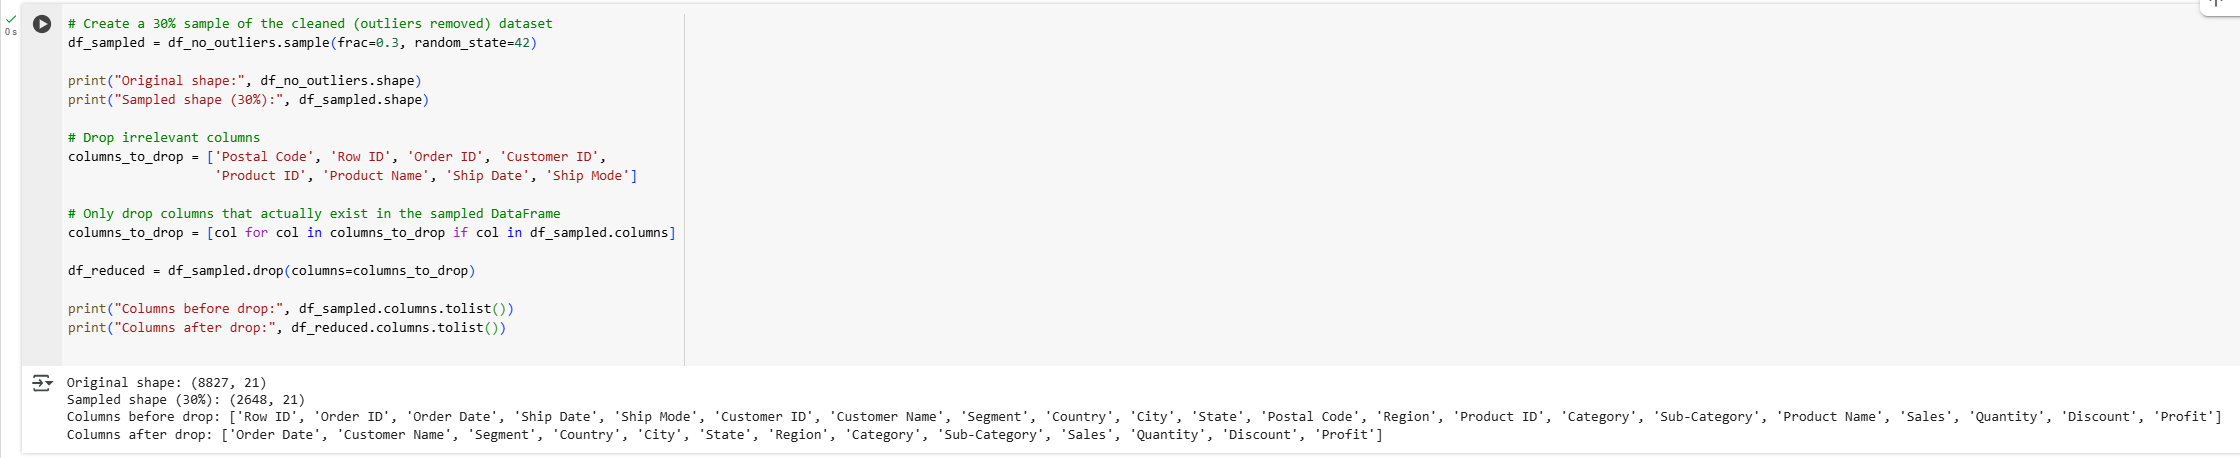 # Create a 30% sample of the cleaned (outliers removed) dataset
0s
df_sampled = df_no_outliers.sample(frac=0.3, random_state=42)
print("Original shape:", df_no_outliers.shape)
print("Sampled shape (30%):", df_sampled.shape)
# Drop irrelevant columns
columns_to_drop = ['Postal Code', 'Row ID', 'Order ID', 'Customer ID',
'Product ID', 'Product Name', 'Ship Date', 'Ship Mode']
# Only drop columns that actually exist in the sampled DataFrame
columns_to_drop = [col for col in columns_to_drop if col in df_sampled.columns]
df_reduced = df_sampled.drop(columns=columns_to_drop)
print("Columns before drop:", df_sampled.columns.tolist())
print("Columns after drop:", df_reduced.columns.tolist())
Original shape: (8827, 21)
Sampled shape (30%): (2648, 21)
Columns before drop: ['Row ID', 'Order ID', 'Order Date', 'Ship Date', 'Ship Mode', 'Customer ID', 'Customer Name', 'Segment', 'Country', 'City', 'State', 'Postal Code', 'Region', 'Product ID', 'Category', 'Sub-Category', 'Product Name', 'Sales', 'Quantity', 'Discount', 'Profit']
Columns after drop: ['Order Date', 'Customer Name', 'Segment', 'Country', 'City', 'State', 'Region', 'Category', 'Sub-Category', 'Sales', 'Quantity', 'Discount', 'Profit']